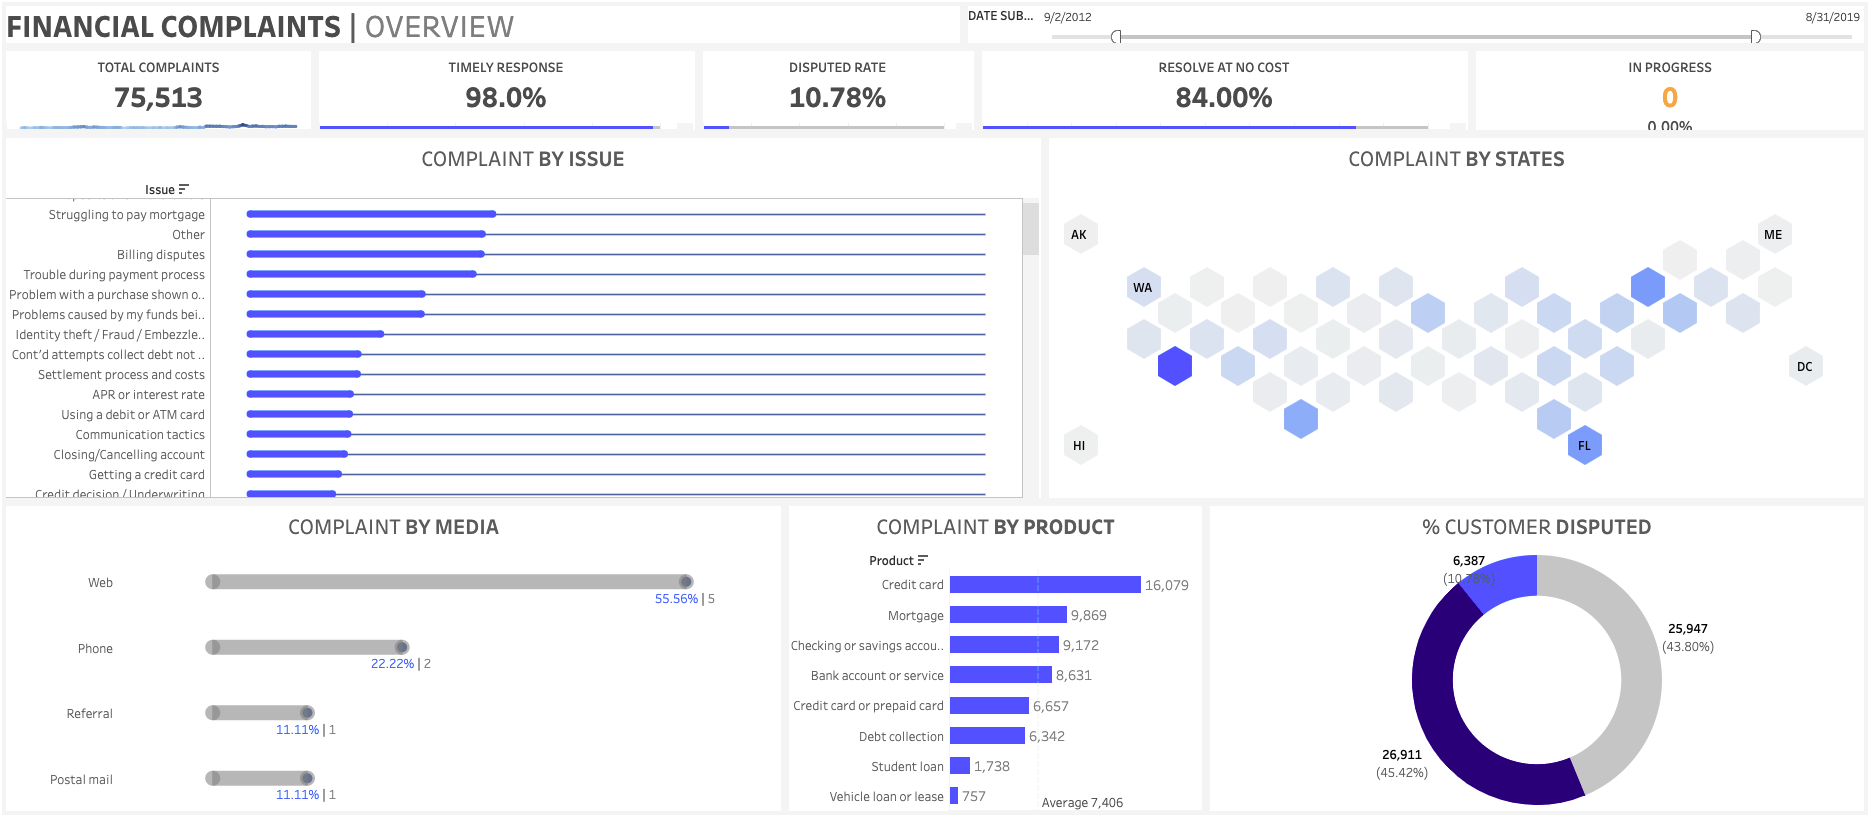 FINANCIAL COMPLAINTS | OVERVIEW
DATE SUB...
9/2/2012
8/31/2019
TOTAL COMPLAINTS
75,513
TIMELY RESPONSE
98.0%
DISPUTED RATE
10.78%
RESOLVE AT NO COST
84.00%
IN PROGRESS
0
0.00%
COMPLAINT BY ISSUE
Issue
Struggling to pay mortgage
Other
Billing disputes
Trouble during payment process
Problem with a purchase shown o..
Problems caused by my funds bei..
Identity theft / Fraud / Embezzle..
Cont'd attempts collect debt not ..
Settlement process and costs
APR or interest rate
Using a debit or ATM card
Communication tactics
Closing/Cancelling account
Getting a credit card
Credit decision / Underwriting
COMPLAINT BY STATES
AK
ME
WA
DC
HI
FL
COMPLAINT BY MEDIA
Web
55.56% | 5
Phone
22.22% | 2
Referral
11.11% | 1
Postal mail
11.11% | 1
COMPLAINT BY PRODUCT
Product
Credit card 16,079
Mortgage 9,869
Checking or savings accou.. 9,172
Bank account or service 8,631
Credit card or prepaid card 6,657
Debt collection 6,342
Student loan 1,738
Vehicle loan or lease 757
Average 7,406
% CUSTOMER DISPUTED
6,387
(10.78%)
25,947
(43.80%)
26,911
(45.42%)